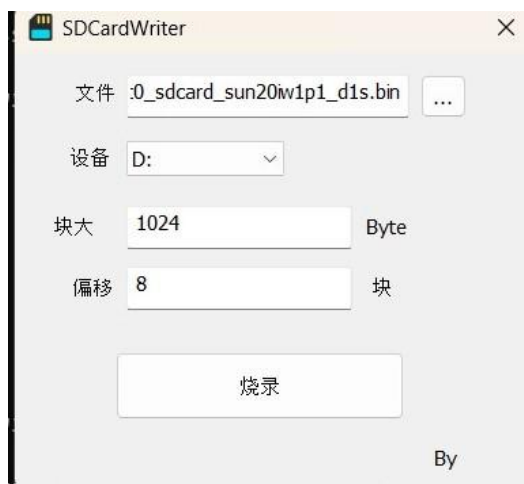 SDCardWriter
文件 :0_sdcard_sun20iw1p1_d1s.bin ...
设备 D:
块大 1024 Byte
偏移 8 块
烧录
By